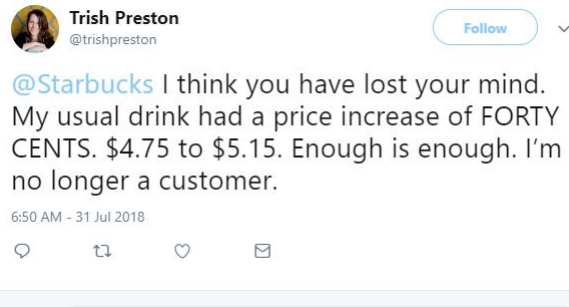 Trish Preston
@trishpreston
Follow
@Starbucks I think you have lost your mind.
My usual drink had a price increase of FORTY
CENTS. $4.75 to $5.15. Enough is enough. I’m
no longer a customer.
6:50 AM - 31 Jul 2018